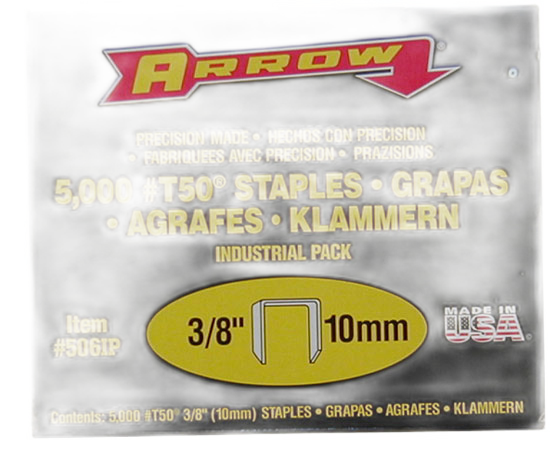 ARROW
PRECISION MADE • HECHOS CON PRECISION
• FABRIQUEES AVEC PRECISION • PRAZISIONS
5,000 #T50® STAPLES • GRAPAS
• AGRAFES • KLAMMERN
INDUSTRIAL PACK
3/8" 10mm
Item
#506IP
MADE IN
USA
Contents: 5,000 #T50® 3/8" (10mm) STAPLES • GRAPAS • AGRAFES • KLAMMERN